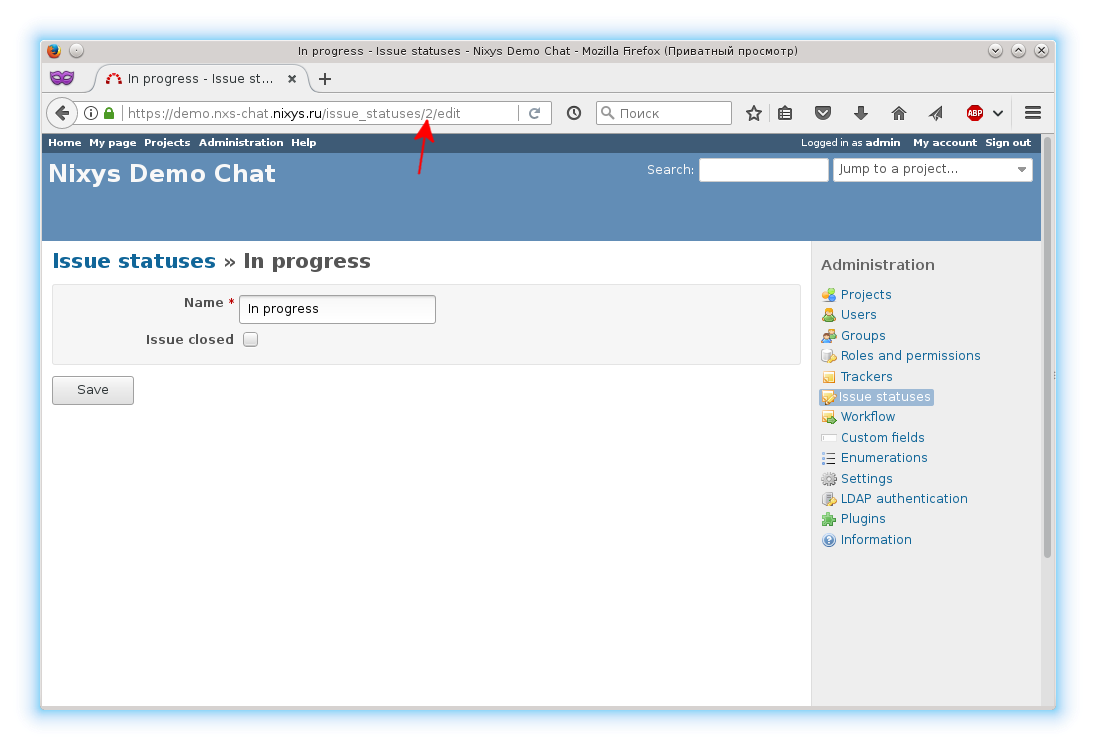 In progress - Issue statuses - Nixys Demo Chat - Mozilla Firefox (Приватный просмотр)
In progress - Issue st...
https://demo.nxs-chat.nixys.ru/issue_statuses/2/edit
Поиск
ABP
Home My page Projects Administration Help
Logged in as admin My account Sign out
Nixys Demo Chat
Search:
Jump to a project...
Issue statuses » In progress
Name *
In progress
Issue closed
Save
Administration
Projects
Users
Groups
Roles and permissions
Trackers
Issue statuses
Workflow
Custom fields
Enumerations
Settings
LDAP authentication
Plugins
Information